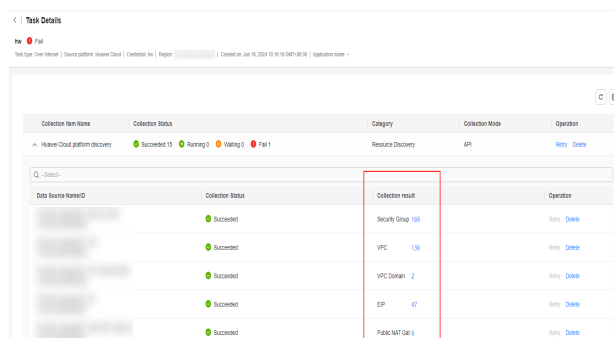 Task Details
hw Fail
Task type: Over Internet | Source platform: Huawei Cloud | Credential: hw | Region: | Created on: Jan 16, 2024 10:19:10 GMT+08:00 | Application name: --
Collection Item Name Collection Status Category Collection Mode Operation
Huawei Cloud platform discovery Succeeded 15 Running 0 Waiting 0 Fail 1 Resource Discovery API Retry Delete
--Select--
Data Source Name/ID Collection Status Collection result Operation
Succeeded Security Group 169 Retry Delete
Succeeded VPC 136 Retry Delete
Succeeded VPC Domain 2 Retry Delete
Succeeded EIP 47 Retry Delete
Succeeded Public NAT Gat 6 Retry Delete